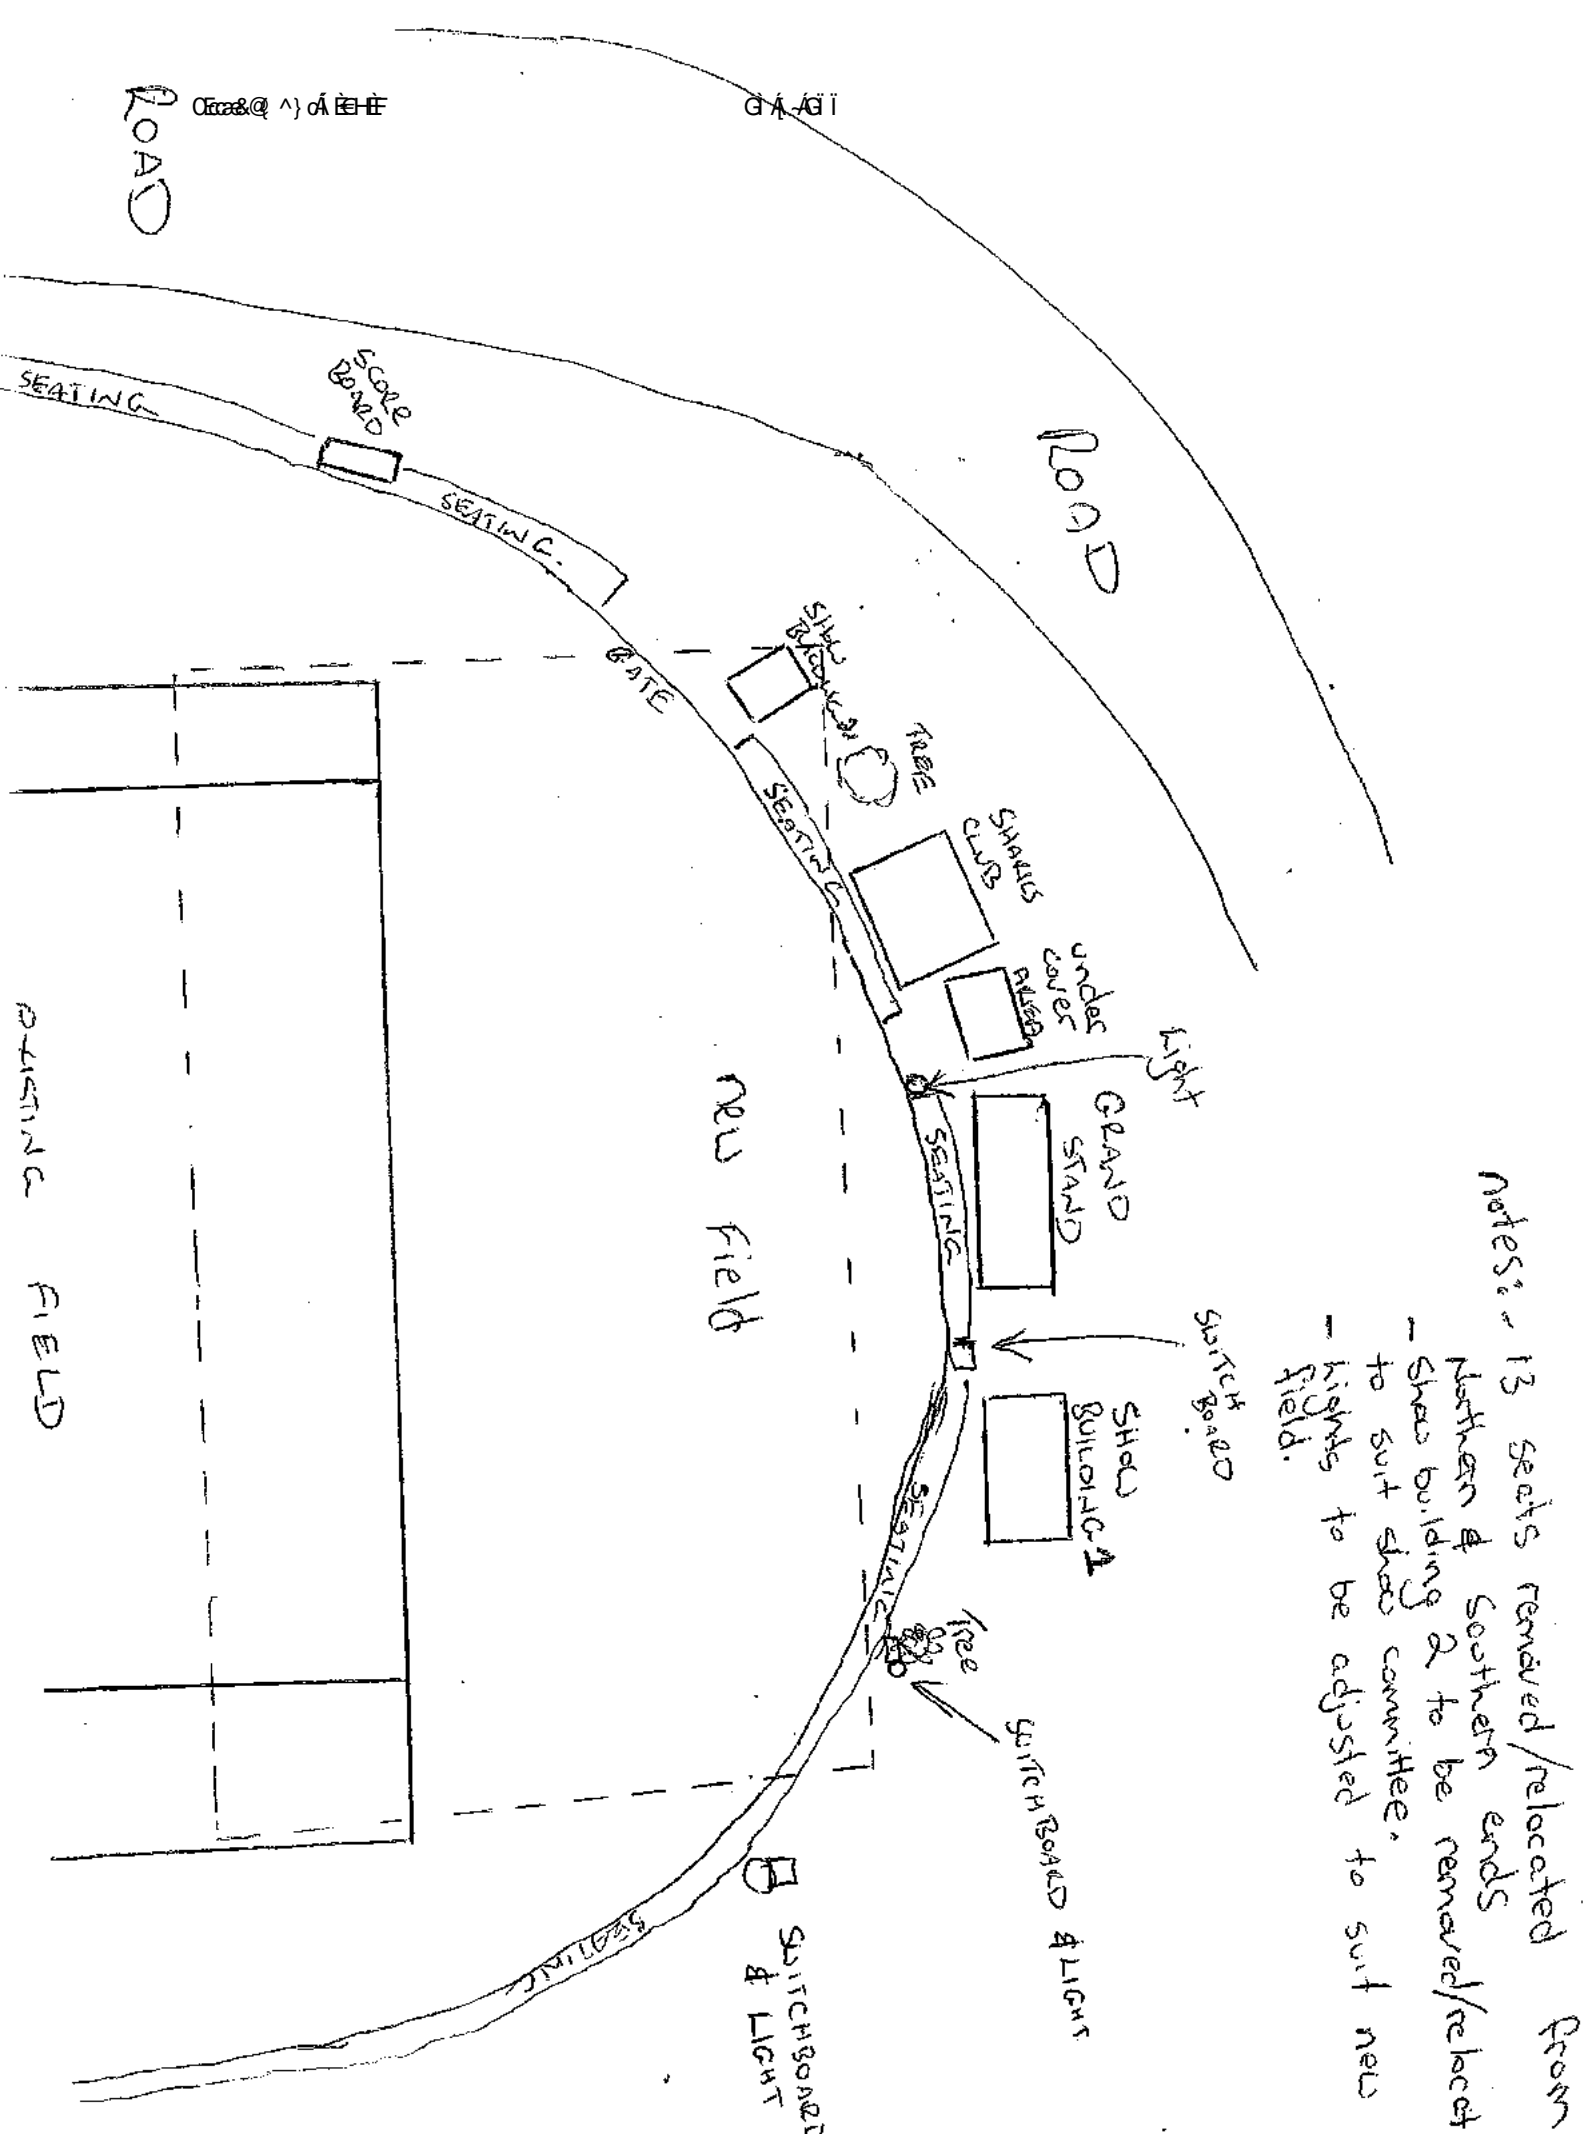 ROAD
ROAD
SEATING
SCORE
BOARD
SEATING.
GATE
SHOW
BUILDING 2
TREE
SEATING
SHARKS
CLUB
under
cover
AREA
Light
GRAND
STAND
SEATING
new Field
EXISTING FIELD
SWITCH
BOARD
SHOW
BUILDING 1
SEATING
Tree
SWITCHBOARD & LIGHT
SWITCHBOARD
& LIGHT
SEATING
notes:- 13 seats removed/relocated from
Northern & Southern ends
- Show building 2 to be removed/relocat
to suit show committee.
- Lights to be adjusted to suit new
field.